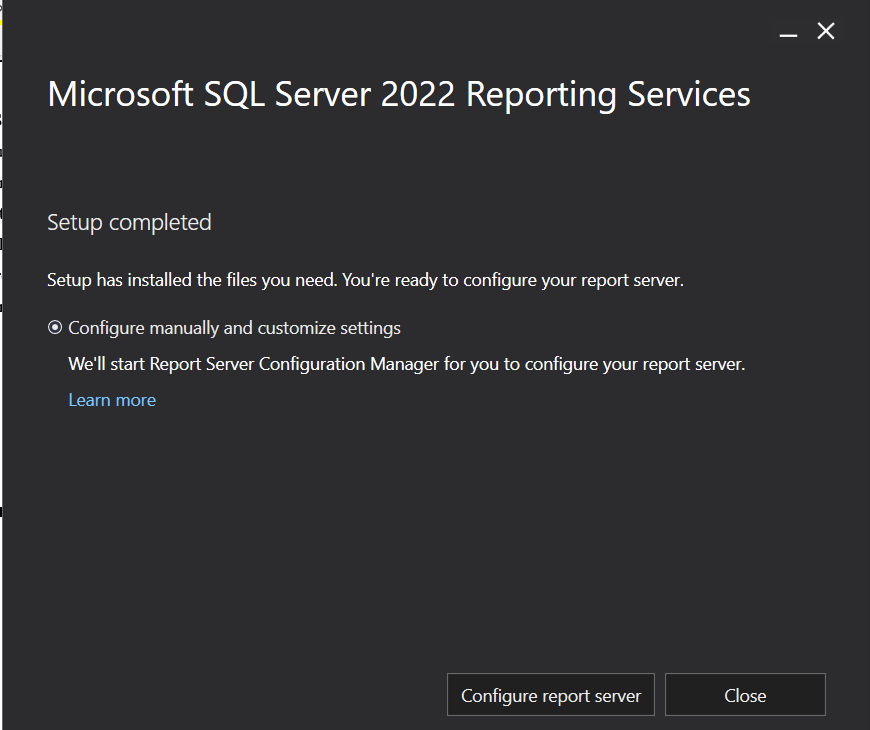 Microsoft SQL Server 2022 Reporting Services
Setup completed
Setup has installed the files you need. You're ready to configure your report server.
Configure manually and customize settings
We'll start Report Server Configuration Manager for you to configure your report server.
Learn more
Configure report server
Close